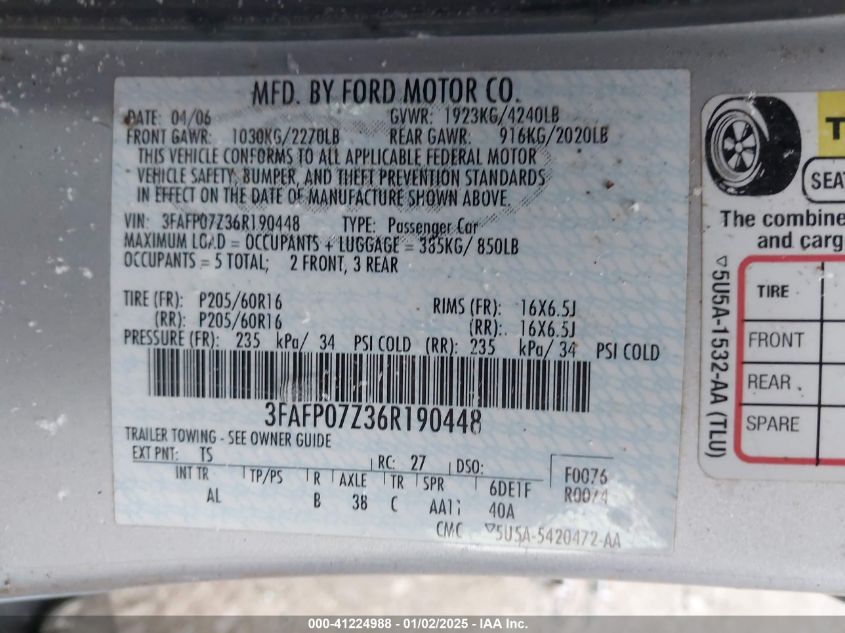 MFD. BY FORD MOTOR CO.
DATE: 04/06 GVWR: 1923KG/4240LB
FRONT GAWR: 1030KG/2270LB REAR GAWR: 916KG/2020LB
THIS VEHICLE CONFORMS TO ALL APPLICABLE FEDERAL MOTOR
VEHICLE SAFETY, BUMPER, AND THEFT PREVENTION STANDARDS
IN EFFECT ON THE DATE OF MANUFACTURE SHOWN ABOVE.
VIN: 3FAFP07Z36R190448 TYPE: Passenger Car
MAXIMUM LOAD = OCCUPANTS + LUGGAGE = 385KG/ 850LB
OCCUPANTS = 5 TOTAL; 2 FRONT, 3 REAR
TIRE (FR): P205/60R16 RIMS (FR): 16X6.5J
(RR): P205/60R16 (RR): 16X6.5J
PRESSURE (FR): 235 kPa/ 34 PSI COLD (RR): 235 kPa/ 34 PSI COLD
3FAFP07Z36R190448
TRAILER TOWING - SEE OWNER GUIDE
EXT PNT: TS RC: 27 DSO: F0076
INT TR TP/PS R AXLE TR SPR 6DE1F R0074
AL B 38 C 40A
CMC 5U5A-5420472-AA
T
SEAT
The combine
and carg
TIRE
FRONT
REAR
SPARE
5U5A-1532-AA (TLU)
000-41224988 - 01/02/2025 - IAA Inc.